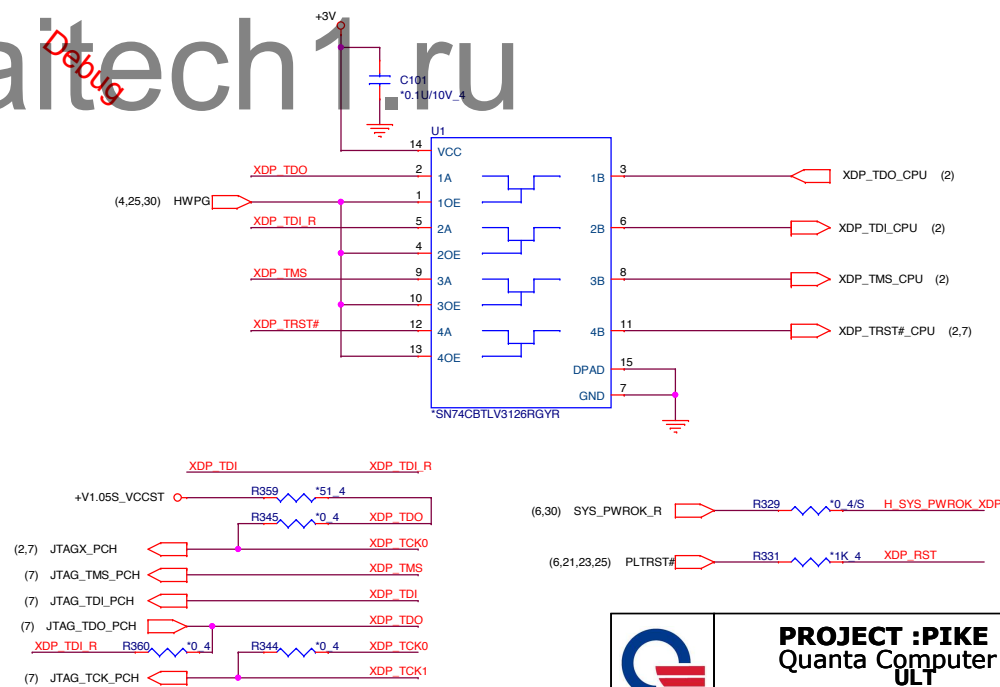 +3V
aitech1.ru
Debug
C101
*0.1U/10V_4
U1
14 VCC
XDP_TDO 2 1A 1B 3 XDP_TDO_CPU (2)
(4,25,30) HWPG 1 1OE
XDP_TDI_R 5 2A 2B 6 XDP_TDI_CPU (2)
4 2OE
XDP_TMS 9 3A 3B 8 XDP_TMS_CPU (2)
10 3OE
XDP_TRST# 12 4A 4B 11 XDP_TRST#_CPU (2,7)
13 4OE
DPAD 15
GND 7
*SN74CBTLV3126RGYR
XDP_TDI XDP_TDI_R
+V1.05S_VCCST R359 *51_4
R345 *0_4 XDP_TDO
(2,7) JTAGX_PCH XDP_TCK0
(7) JTAG_TMS_PCH XDP_TMS
(7) JTAG_TDI_PCH XDP_TDI
(7) JTAG_TDO_PCH XDP_TDO
XDP_TDI_R R360 *0_4 R344 *0_4 XDP_TCK0
(7) JTAG_TCK_PCH XDP_TCK1
(6,30) SYS_PWROK_R R329 *0_4/S H_SYS_PWROK_XDP
(6,21,23,25) PLTRST# R331 *1K_4 XDP_RST
PROJECT :PIKE
Quanta Computer
ULT